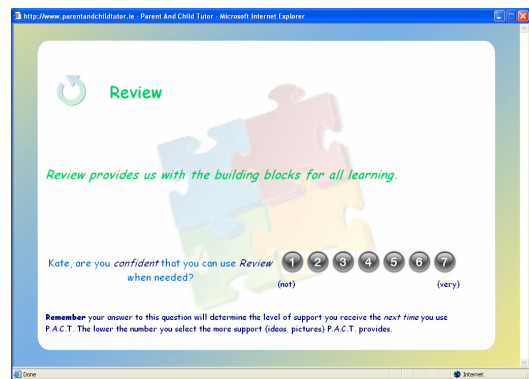 http://www.parentandchildtutor.ie - Parent And Child Tutor - Microsoft Internet Explorer
Review
Review provides us with the building blocks for all learning.
Kate, are you confident that you can use Review
when needed?
1 2 3 4 5 6 7
(not) (very)
Remember your answer to this question will determine the level of support you receive the next time you use
P.A.C.T. The lower the number you select the more support (ideas, pictures) P.A.C.T. provides.
Done Internet